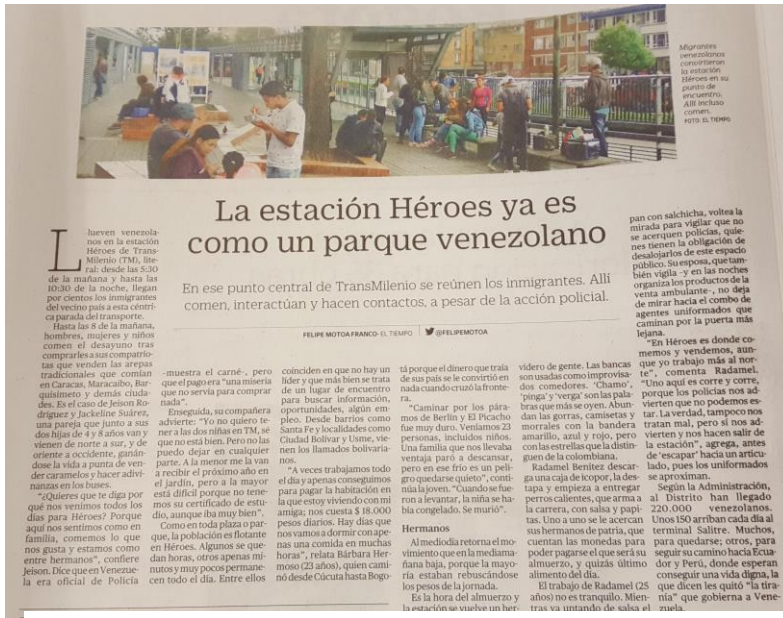 Migrantes
venezolanos
convirtieron
la estación
Héroes en su
punto de
encuentro.
Allí incluso
comen.
FOTO: EL TIEMPO
La estación Héroes ya es
como un parque venezolano
En ese punto central de TransMilenio se reúnen los inmigrantes. Allí
comen, interactúan y hacen contactos, a pesar de la acción policial.
FELIPE MOTOA FRANCO - EL TIEMPO
@FELIPEMOTOA
Llueven venezola-
nos en la estación
Héroes de Trans-
Milenio (TM), lite-
ral: desde las 5:30
de la mañana y hasta las
10:30 de la noche, llegan
por cientos los inmigrantes
del vecino país a esta céntri-
ca parada del transporte.
Hasta las 8 de la mañana,
hombres, mujeres y niños
comen el desayuno tras
comprarles a sus compatrio-
tas que venden las arepas
tradicionales que comían
en Caracas, Maracaibo, Bar-
quisimeto y demás ciuda-
des. Es el caso de Jeison Ro-
dríguez y Jackeline Suárez,
una pareja que junto a sus
dos hijas de 4 y 8 años van y
vienen de norte a sur, y de
oriente a occidente, ganán-
dose la vida a punta de ven-
der caramelos y hacer adivi-
nanzas en los buses.
"¿Quieres que te diga por
qué nos venimos todos los
días para Héroes? Porque
aquí nos sentimos como en
familia, comemos lo que
nos gusta y estamos como
entre hermanos", confiere
Jeison. Dice que en Venezue-
la era oficial de Policía
-muestra el carné-, pero
que el pago era "una miseria
que no servía para comprar
nada".
Enseguida, su compañera
advierte: "Yo no quiero te-
ner a las dos niñas en TM, sé
que no está bien. Pero no las
puedo dejar en cualquier
parte. A la menor me la van
a recibir el próximo año en
el jardín, pero a la mayor
está difícil porque no tene-
mos su certificado de estu-
dio, aunque iba muy bien".
Como en toda plaza o par-
que, la población es flotante
en Héroes. Algunos se que-
dan horas, otros apenas mi-
nutos y muy pocos permane-
cen todo el día. Entre ellos
coinciden en que no hay un
líder y que más bien se trata
de un lugar de encuentro
para buscar información,
oportunidades, algún em-
pleo. Desde barrios como
Santa Fe y localidades como
Ciudad Bolívar y Usme, vie-
nen los llamados bolivaria-
nos.
"A veces trabajamos todo
el día y apenas conseguimos
para pagar la habitación en
la que estoy viviendo con mi
amiga; nos cuesta $ 18.000
pesos diarios. Hay días que
nos vamos a dormir con ape-
nas una comida en muchas
horas", relata Bárbara Her-
moso (23 años), quien cami-
nó desde Cúcuta hasta Bogo-
tá porque el dinero que traía
de su país se le convirtió en
nada cuando cruzó la fronte-
ra.
"Caminar por los pára-
mos de Berlín y El Picacho
fue muy duro. Veníamos 23
personas, incluidos niños.
Una familia que nos llevaba
ventaja paró a descansar,
pero en ese frío es un peli-
gro quedarse quieto", conti-
núa la joven. "Cuando se fue-
ron a levantar, la niña se ha-
bía congelado. Se murió".
Hermanos
Al mediodía retorna el mo-
vimiento que en la mediama-
ñana baja, porque la mayo-
ría estaban rebuscándose
los pesos de la jornada.
Es la hora del almuerzo y
la estación se vuelve un her-
videro de gente. Las bancas
son usadas como improvisa-
dos comedores. 'Chamo',
'pinga' y 'verga' son las pala-
bras que más se oyen. Abun-
dan las gorras, camisetas y
morrales con la bandera
amarillo, azul y rojo, pero
con las estrellas que la distin-
guen de la colombiana.
Radamel Benítez descar-
ga una caja de icopor, la des-
tapa y empieza a entregar
perros calientes, que arma a
la carrera, con salsa y papi-
tas. Uno a uno se le acercan
sus hermanos de patria, que
cuentan las monedas para
poder pagarse el que será su
almuerzo, y quizás último
alimento del día.
El trabajo de Radamel (25
años) no es tranquilo. Mien-
tras va untando de salsa el
pan con salchicha, voltea la
mirada para vigilar que no
se acerquen policías, quie-
nes tienen la obligación de
desalojarlos de este espacio
público. Su esposa, que tam-
bién vigila -y en las noches
organiza los productos de la
venta ambulante-, no deja
de mirar hacia el combo de
agentes uniformados que
caminan por la puerta más
lejana.
"En Héroes es donde co-
memos y vendemos, aun-
que yo trabajo más al nor-
te", comenta Radamel.
"Uno aquí es corre y corre,
porque los policías nos ad-
vierten que no podemos es-
tar. La verdad, tampoco nos
tratan mal, pero si nos ad-
vierten y nos hacen salir de
la estación", agrega, antes
de 'escapar' hacia un articu-
lado, pues los uniformados
se aproximan.
Según la Administración,
al Distrito han llegado
220.000 venezolanos.
Unos 150 arriban cada día al
terminal Salitre. Muchos,
para quedarse; otros, para
seguir su camino hacia Ecua-
dor y Perú, donde esperan
conseguir una vida digna, la
que dicen les quitó "la tira-
nía" que gobierna a Vene-
zuela.